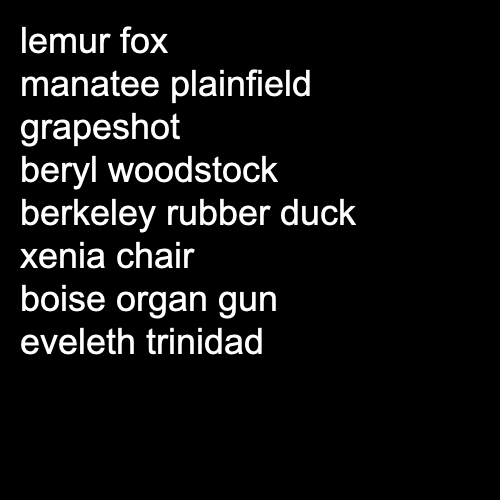 lemur fox
manatee plainfield
grapeshot
beryl woodstock
berkeley rubber duck
xenia chair
boise organ gun
eveleth trinidad